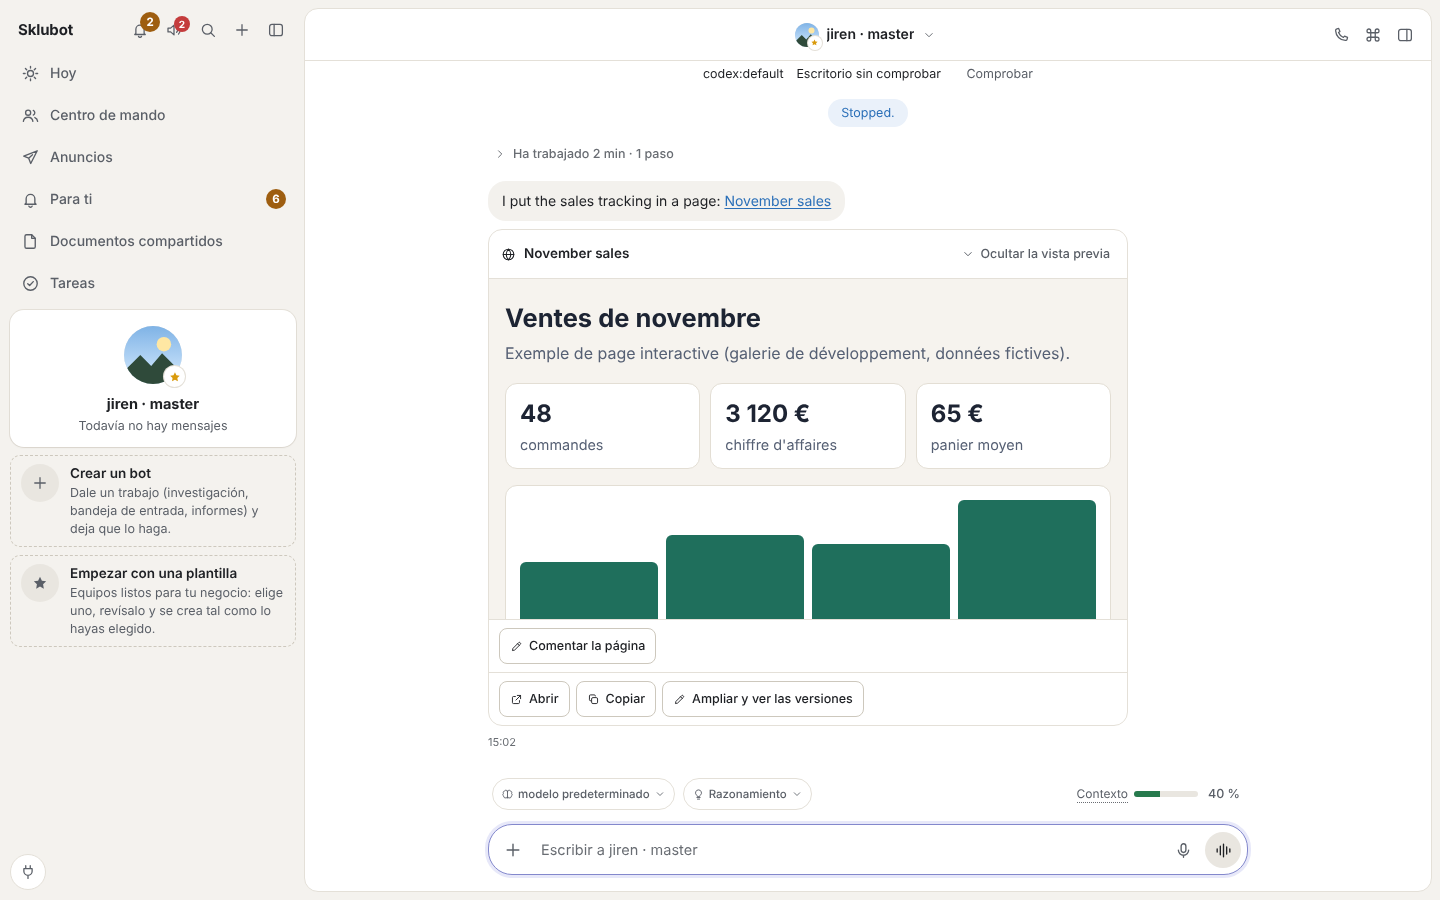 Sklubot
2
2
Hoy
Centro de mando
Anuncios
Para ti
6
Documentos compartidos
Tareas
jiren · master
Todavía no hay mensajes
Crear un bot
Dale un trabajo (investigación,
bandeja de entrada, informes) y
deja que lo haga.
Empezar con una plantilla
Equipos listos para tu negocio: elige
uno, revísalo y se crea tal como lo
hayas elegido.
jiren · master
codex:default Escritorio sin comprobar Comprobar
Stopped.
Ha trabajado 2 min · 1 paso
I put the sales tracking in a page: November sales
November sales
Ocultar la vista previa
Ventes de novembre
Exemple de page interactive (galerie de développement, données fictives).
48
commandes
3 120 €
chiffre d'affaires
65 €
panier moyen
Comentar la página
Abrir
Copiar
Ampliar y ver las versiones
15:02
modelo predeterminado
Razonamiento
Contexto
40 %
Escribir a jiren · master